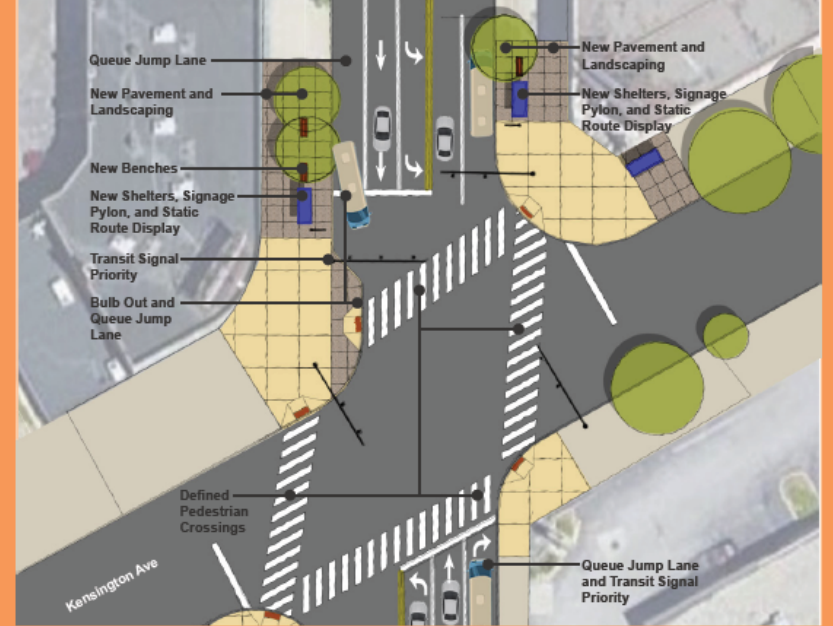 Queue Jump Lane
New Pavement and
Landscaping
New Benches
New Shelters, Signage
Pylon, and Static
Route Display
Transit Signal
Priority
Bulb Out and
Queue Jump
Lane
New Pavement and
Landscaping
New Shelters, Signage
Pylon, and Static
Route Display
Defined
Pedestrian
Crossings
Kensington Ave
Queue Jump Lane
and Transit Signal
Priority